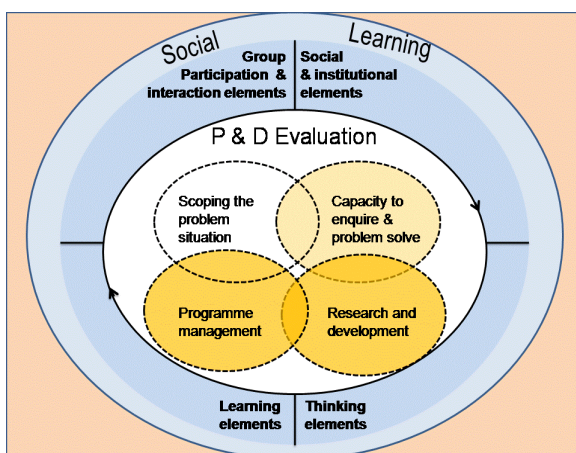 Social Learning
Group
Participation &
interaction elements
Social
& institutional
elements
P & D Evaluation
Scoping the
problem
situation
Capacity to
enquire &
problem solve
Programme
management
Research and
development
Learning
elements
Thinking
elements